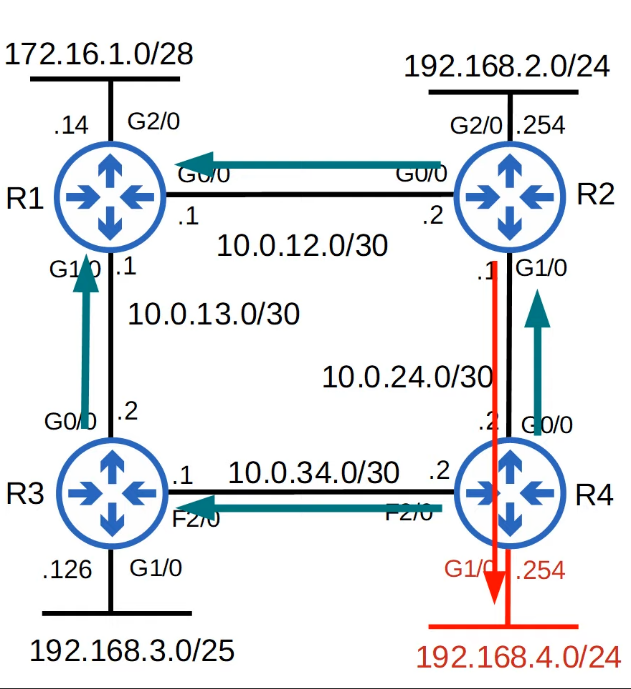 172.16.1.0/28
192.168.2.0/24
.14 G2/0
G2/0 .254
R1
G0/0
G0/0
R2
.1
.2
10.0.12.0/30
G1/0 .1
.1 G1/0
10.0.13.0/30
10.0.24.0/30
G0/0 .2
.2 G0/0
R3
.1
10.0.34.0/30
.2
R4
F2/0
F2/0
.126 G1/0
G1/0 .254
192.168.3.0/25
192.168.4.0/24